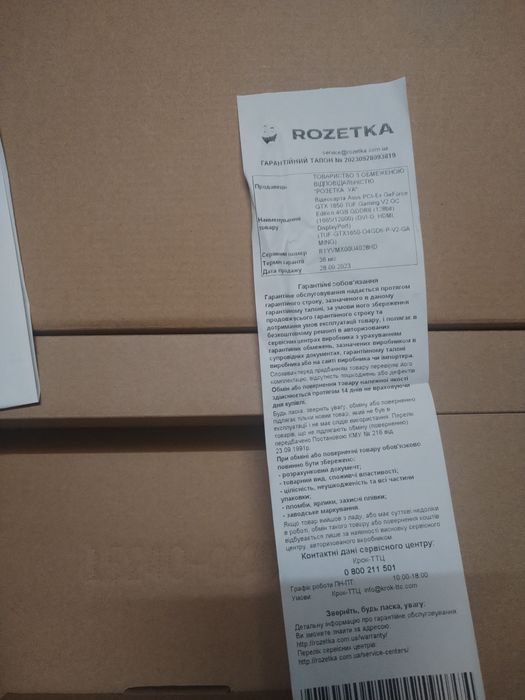 ROZETKA
service@rozetka.com.ua
ГАРАНТІЙНИЙ ТАЛОН № 20230928093819
Продавець
ТОВАРИСТВО З ОБМЕЖЕНОЮ
ВІДПОВІДАЛЬНІСТЮ
"РОЗЕТКА. УА"
Найменування товару
Відеокарта Asus PCI-Ex GeForce
GTX 1650 TUF Gaming V2 OC
Edition 4GB GDDR6 (128bit)
(1605/12000) (DVI-D, HDMI,
DisplayPort)
(TUF-GTX1650-O4GD6-P-V2-GA
MING)
Серійний номер
Термін гарантії 36 міс
Дата продажу 28.09.2023
Гарантійні зобов'язання
Гарантійне обслуговування надається протягом
гарантійного строку, зазначеного в даному
гарантійному талоні, за умови його збереження
продовж всього гарантійного строку та
дотримання умов експлуатації товару, і полягає в
безкоштовному ремонті в авторизованих
сервісних центрах виробника з урахуванням
гарантійних обмежень, зазначених виробником в
супровідних документах, гарантійному талоні
виробника або на сайті виробника чи импортера.
Споживач перед придбанням товару перевіряє його
комплектацію, відсутність пошкоджень або дефектів
Обмін або повернення товару належної якості
здійснюється протягом 14 днів не враховуючи
дня купівлі.
Будь ласка, зверніть увагу, обміну або поверненню
підлягає тільки новий товар, який не був в
експлуатації і не має слідів використання. Перелік
товарів, що не підлягають обміну (поверненню)
передбачено Постановою КМУ № 216 від
23.09.1991р.
При обміні або поверненні товару обов'язково
повинно бути збережено:
- розрахунковий документ;
- товарний вид, споживчі властивості;
- цілісність, неушкодженість та всі частини
упаковки;
- пломби, ярлики, захисні плівки;
- заводське маркування.
Якщо товар вийшов з ладу, або має суттєві недоліки
в роботі, обмін такого товару або повернення коштів
відбувається лише за наявності висновку сервісного
центру, авторизованого виробником.
Контактні дані сервісного центру:
Крок-ТТЦ
0 800 211 501
Графік роботи ПН-ПТ 10:00-18:00
Умови Крок-ТТЦ info@krok-ttc.com
Зверніть, будь ласка, увагу:
Детальну інформацію про гарантійне обслуговування
Ви зможете знайти за адресою:
http://rozetka.com.ua/warranty/
Перелік сервісних центрів:
http://rozetka.com.ua/service-centers/